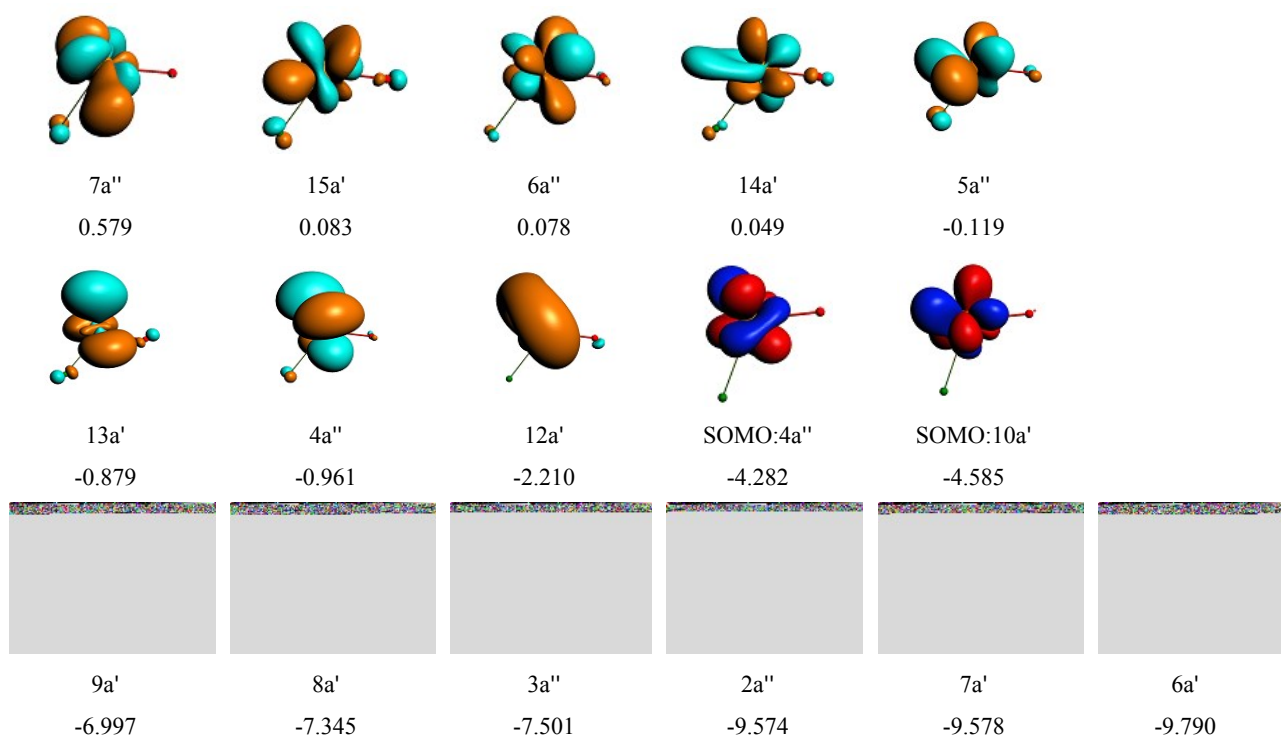 7a" 15a' 6a" 14a' 5a"
0.579 0.083 0.078 0.049 -0.119
13a' 4a" 12a' SOMO:4a" SOMO:10a'
-0.879 -0.961 -2.210 -4.282 -4.585
9a' 8a' 3a" 2a" 7a' 6a'
-6.997 -7.345 -7.501 -9.574 -9.578 -9.790